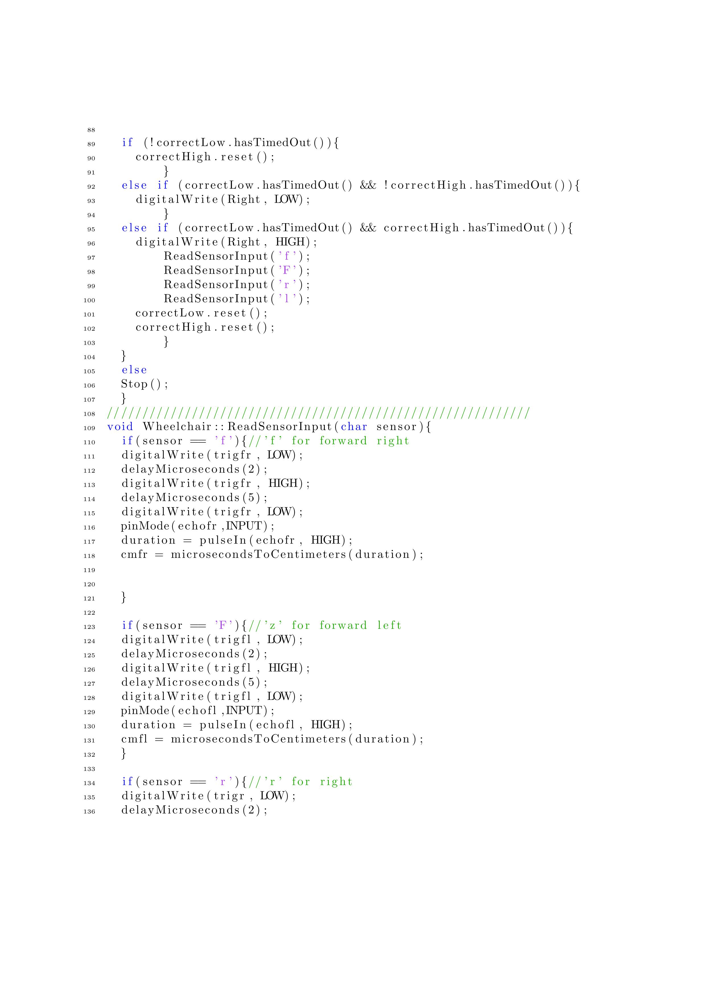 88
89 if (!correctLow.hasTimedOut()){
90 correctHigh.reset();
91 }
92 else if (correctLow.hasTimedOut() && !correctHigh.hasTimedOut()){
93 digitalWrite(Right, LOW);
94 }
95 else if (correctLow.hasTimedOut() && correctHigh.hasTimedOut()){
96 digitalWrite(Right, HIGH);
97 ReadSensorInput('f');
98 ReadSensorInput('F');
99 ReadSensorInput('r');
100 ReadSensorInput('l');
101 correctLow.reset();
102 correctHigh.reset();
103 }
104 }
105 else
106 Stop();
107 }
108 ////////////////////////////////////////////////////////////
109 void Wheelchair::ReadSensorInput(char sensor){
110 if(sensor == 'f'){//'f' for forward right
111 digitalWrite(trigfr, LOW);
112 delayMicroseconds(2);
113 digitalWrite(trigfr, HIGH);
114 delayMicroseconds(5);
115 digitalWrite(trigfr, LOW);
116 pinMode(echofr,INPUT);
117 duration = pulseIn(echofr, HIGH);
118 cmfr = microsecondsToCentimeters(duration);
119
120
121 }
122
123 if(sensor == 'F'){//'z' for forward left
124 digitalWrite(trigfl, LOW);
125 delayMicroseconds(2);
126 digitalWrite(trigfl, HIGH);
127 delayMicroseconds(5);
128 digitalWrite(trigfl, LOW);
129 pinMode(echofl,INPUT);
130 duration = pulseIn(echofl, HIGH);
131 cmfl = microsecondsToCentimeters(duration);
132 }
133
134 if(sensor == 'r'){//'r' for right
135 digitalWrite(trigr, LOW);
136 delayMicroseconds(2);